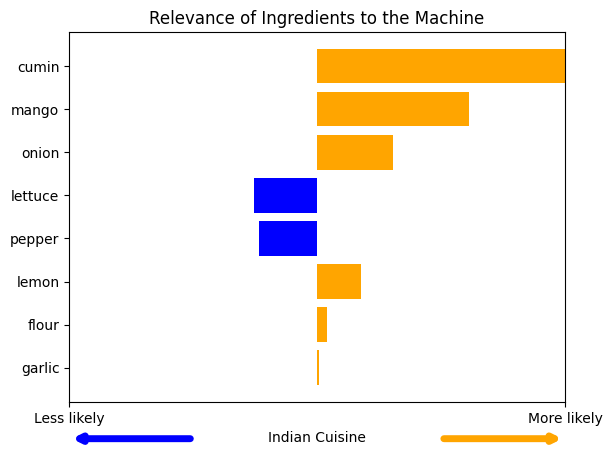 Relevance of Ingredients to the Machine
cumin
mango
onion
lettuce
pepper
lemon
flour
garlic
Less likely
More likely
Indian Cuisine